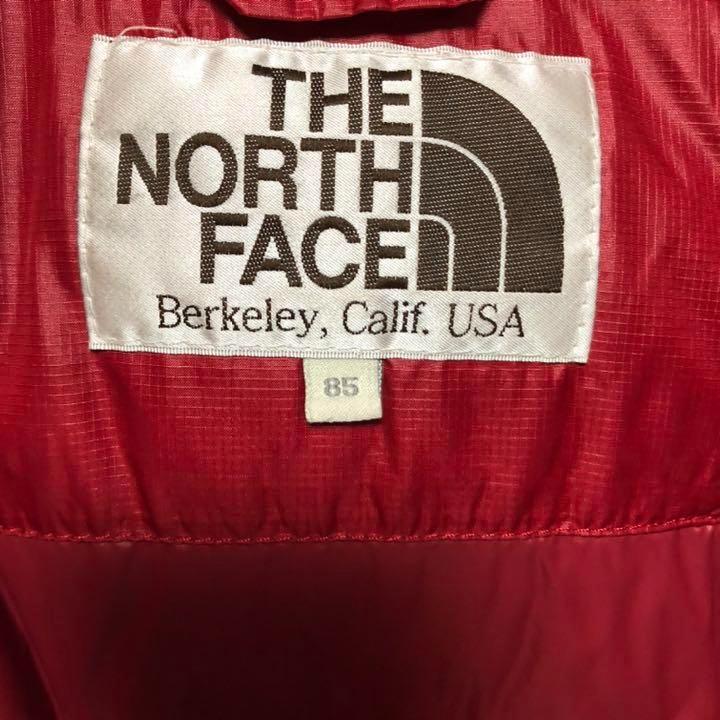 THE
NORTH
FACE
Berkeley, Calif. USA
85